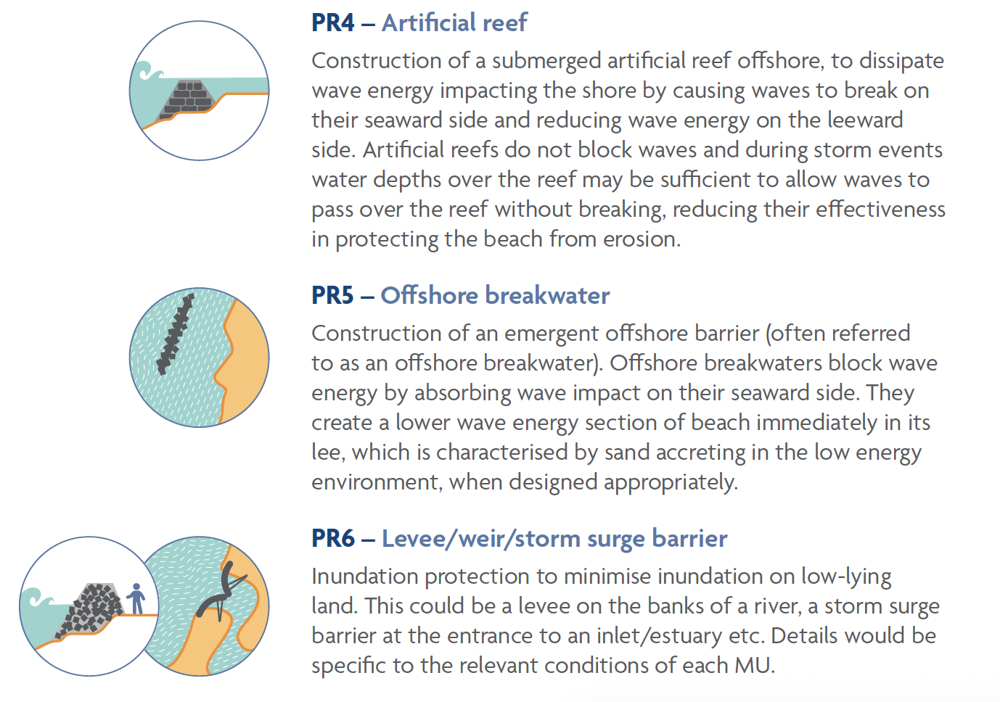 PR4 – Artificial reef
Construction of a submerged artificial reef offshore, to dissipate
wave energy impacting the shore by causing waves to break on
their seaward side and reducing wave energy on the leeward
side. Artificial reefs do not block waves and during storm events
water depths over the reef may be sufficient to allow waves to
pass over the reef without breaking, reducing their effectiveness
in protecting the beach from erosion.
PR5 – Offshore breakwater
Construction of an emergent offshore barrier (often referred
to as an offshore breakwater). Offshore breakwaters block wave
energy by absorbing wave impact on their seaward side. They
create a lower wave energy section of beach immediately in its
lee, which is characterised by sand accreting in the low energy
environment, when designed appropriately.
PR6 – Levee/weir/storm surge barrier
Inundation protection to minimise inundation on low-lying
land. This could be a levee on the banks of a river, a storm surge
barrier at the entrance to an inlet/estuary etc. Details would be
specific to the relevant conditions of each MU.